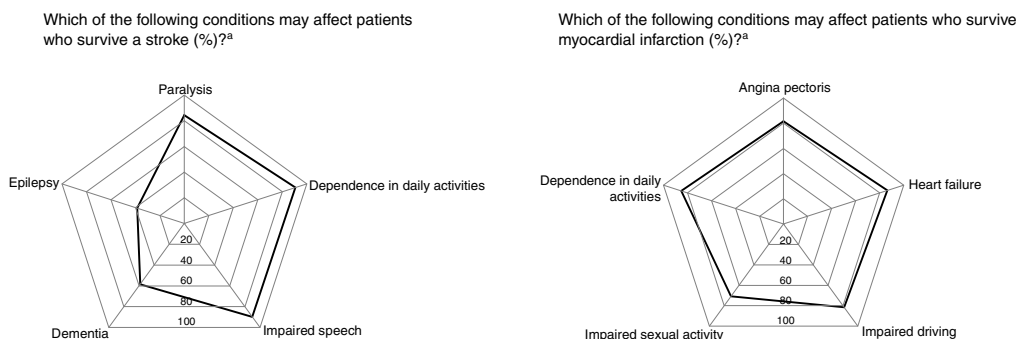 Which of the following conditions may affect patients
who survive a stroke (%)?ᵃ
Paralysis
Epilepsy
Dependence in daily activities
20
40
60
80
100
Dementia
Impaired speech
Which of the following conditions may affect patients who survive
myocardial infarction (%)?ᵃ
Angina pectoris
Dependence in daily
activities
Heart failure
20
40
60
80
100
Impaired sexual activity
Impaired driving